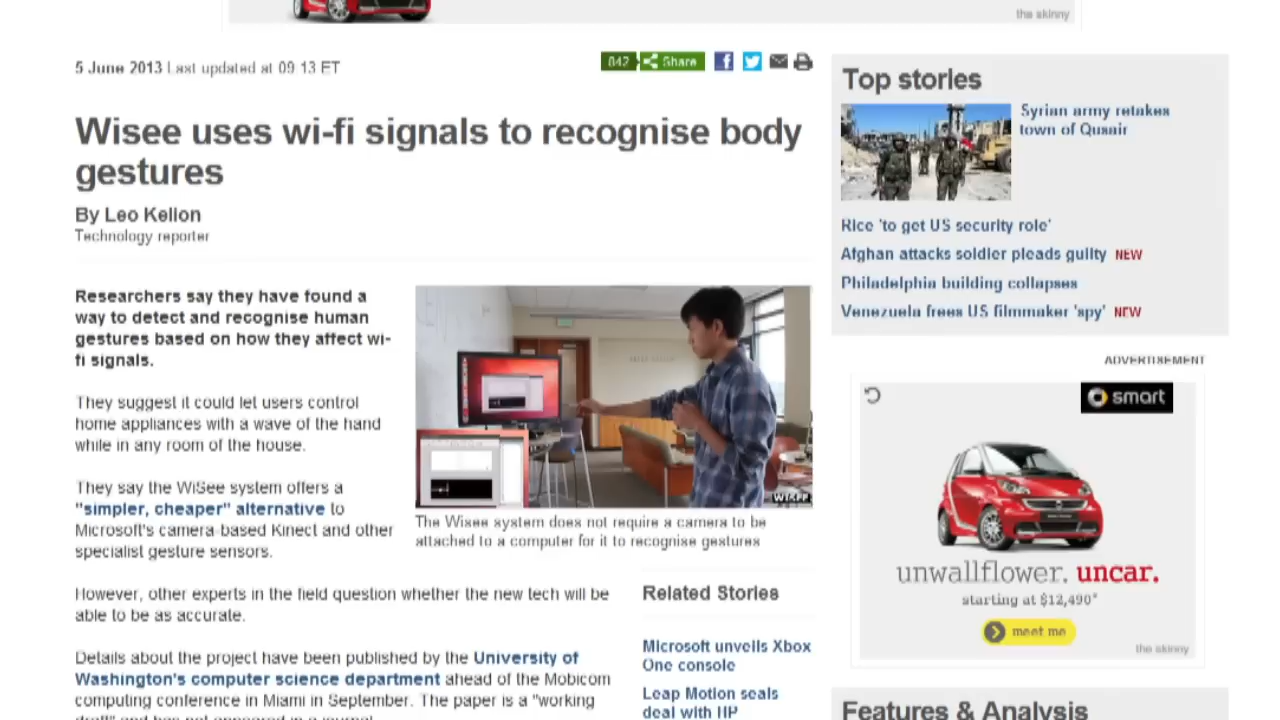 the skinny
5 June 2013 Last updated at 09:13 ET
842 Share
Wisee uses wi-fi signals to recognise body
gestures
By Leo Kelion
Technology reporter
Researchers say they have found a
way to detect and recognise human
gestures based on how they affect wi-
fi signals.
They suggest it could let users control
home appliances with a wave of the hand
while in any room of the house.
They say the WiSee system offers a
"simpler, cheaper" alternative to
Microsoft's camera-based Kinect and other
specialist gesture sensors.
However, other experts in the field question whether the new tech will be
able to be as accurate.
Details about the project have been published by the University of
Washington's computer science department ahead of the Mobicom
computing conference in Miami in September. The paper is a "working
draft" and has not appeared in a journal.
WISEE
The Wisee system does not require a camera to be
attached to a computer for it to recognise gestures
Related Stories
Microsoft unveils Xbox
One console
Leap Motion seals
deal with HP
Top stories
Syrian army retakes
town of Qusair
Rice 'to get US security role'
Afghan attacks soldier pleads guilty NEW
Philadelphia building collapses
Venezuela frees US filmmaker 'spy' NEW
ADVERTISEMENT
smart
unwallflower. uncar.
starting at $12,490*
meet me
the skinny
Features & Analysis